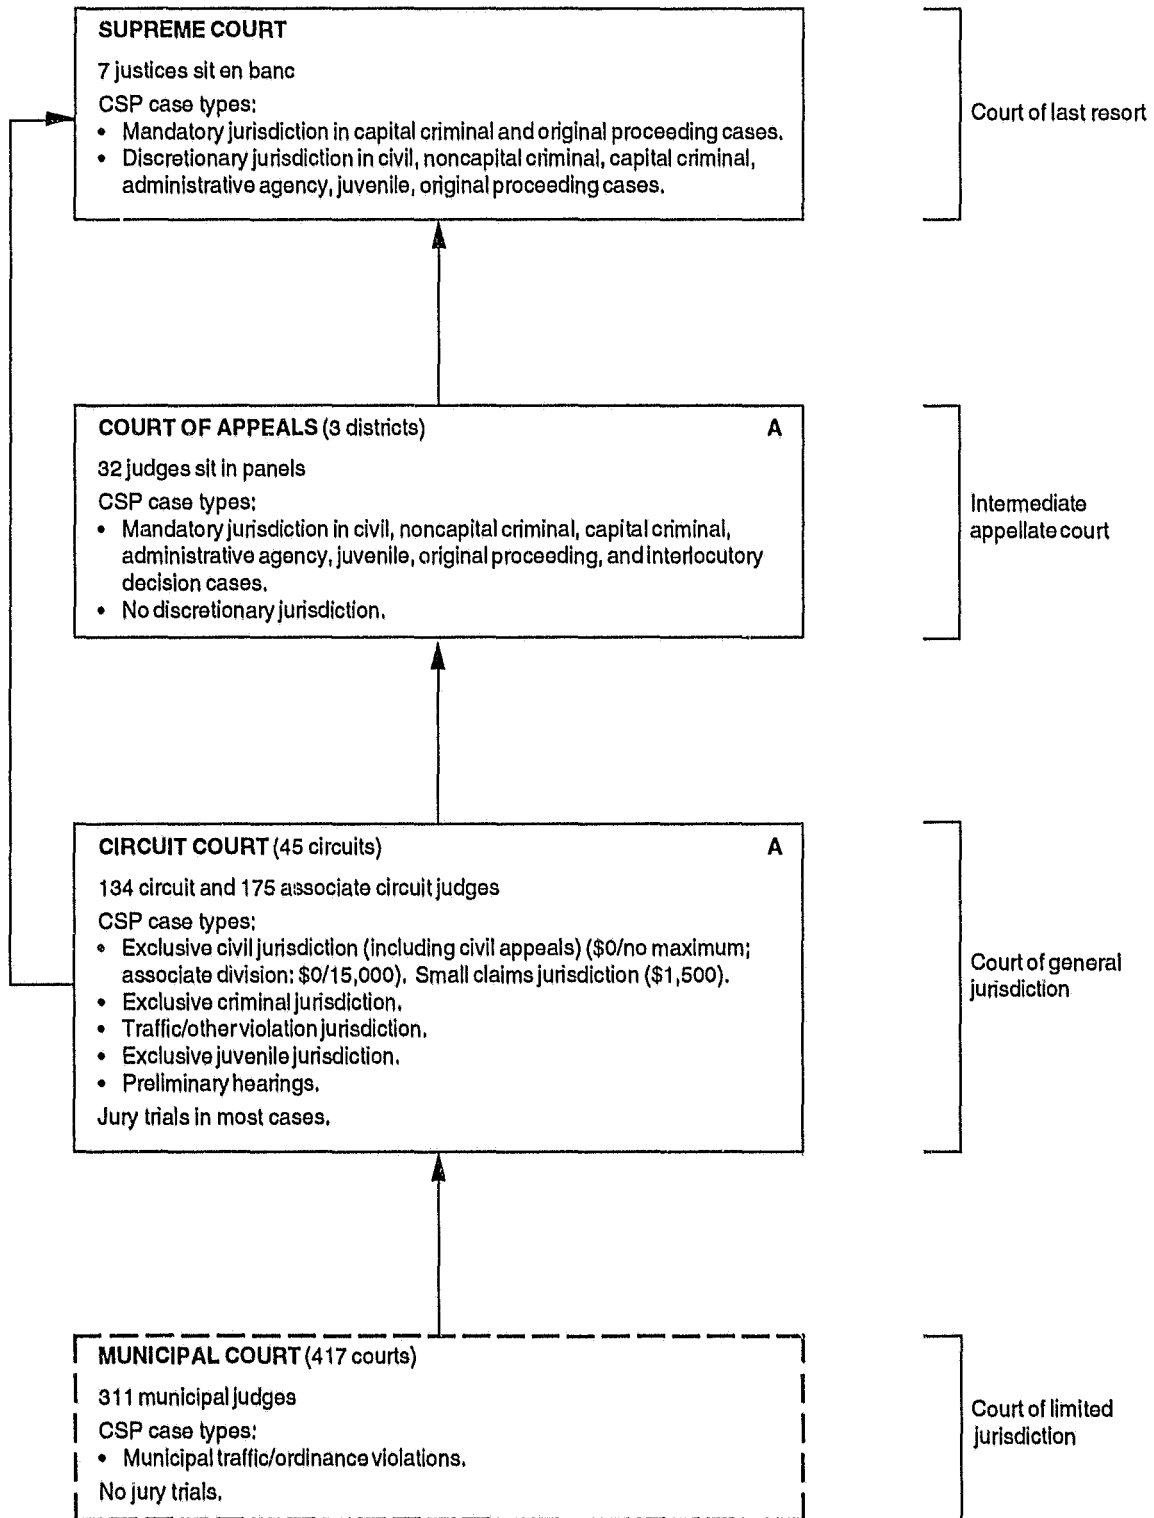 SUPREME COURT
7 justices sit en banc
CSP case types:
• Mandatory jurisdiction in capital criminal and original proceeding cases.
• Discretionary jurisdiction in civil, noncapital criminal, capital criminal,
administrative agency, juvenile, original proceeding cases.
Court of last resort
COURT OF APPEALS (3 districts) A
32 judges sit in panels
CSP case types:
• Mandatory jurisdiction in civil, noncapital criminal, capital criminal,
administrative agency, juvenile, original proceeding, and interlocutory
decision cases.
• No discretionary jurisdiction.
Intermediate
appellate court
CIRCUIT COURT (45 circuits) A
134 circuit and 175 associate circuit judges
CSP case types:
• Exclusive civil jurisdiction (including civil appeals) ($0/no maximum;
associate division: $0/15,000). Small claims jurisdiction ($1,500).
• Exclusive criminal jurisdiction.
• Traffic/other violation jurisdiction.
• Exclusive juvenile jurisdiction.
• Preliminary hearings.
Jury trials in most cases.
Court of general
jurisdiction
MUNICIPAL COURT (417 courts)
311 municipal judges
CSP case types:
• Municipal traffic/ordinance violations.
No jury trials.
Court of limited
jurisdiction